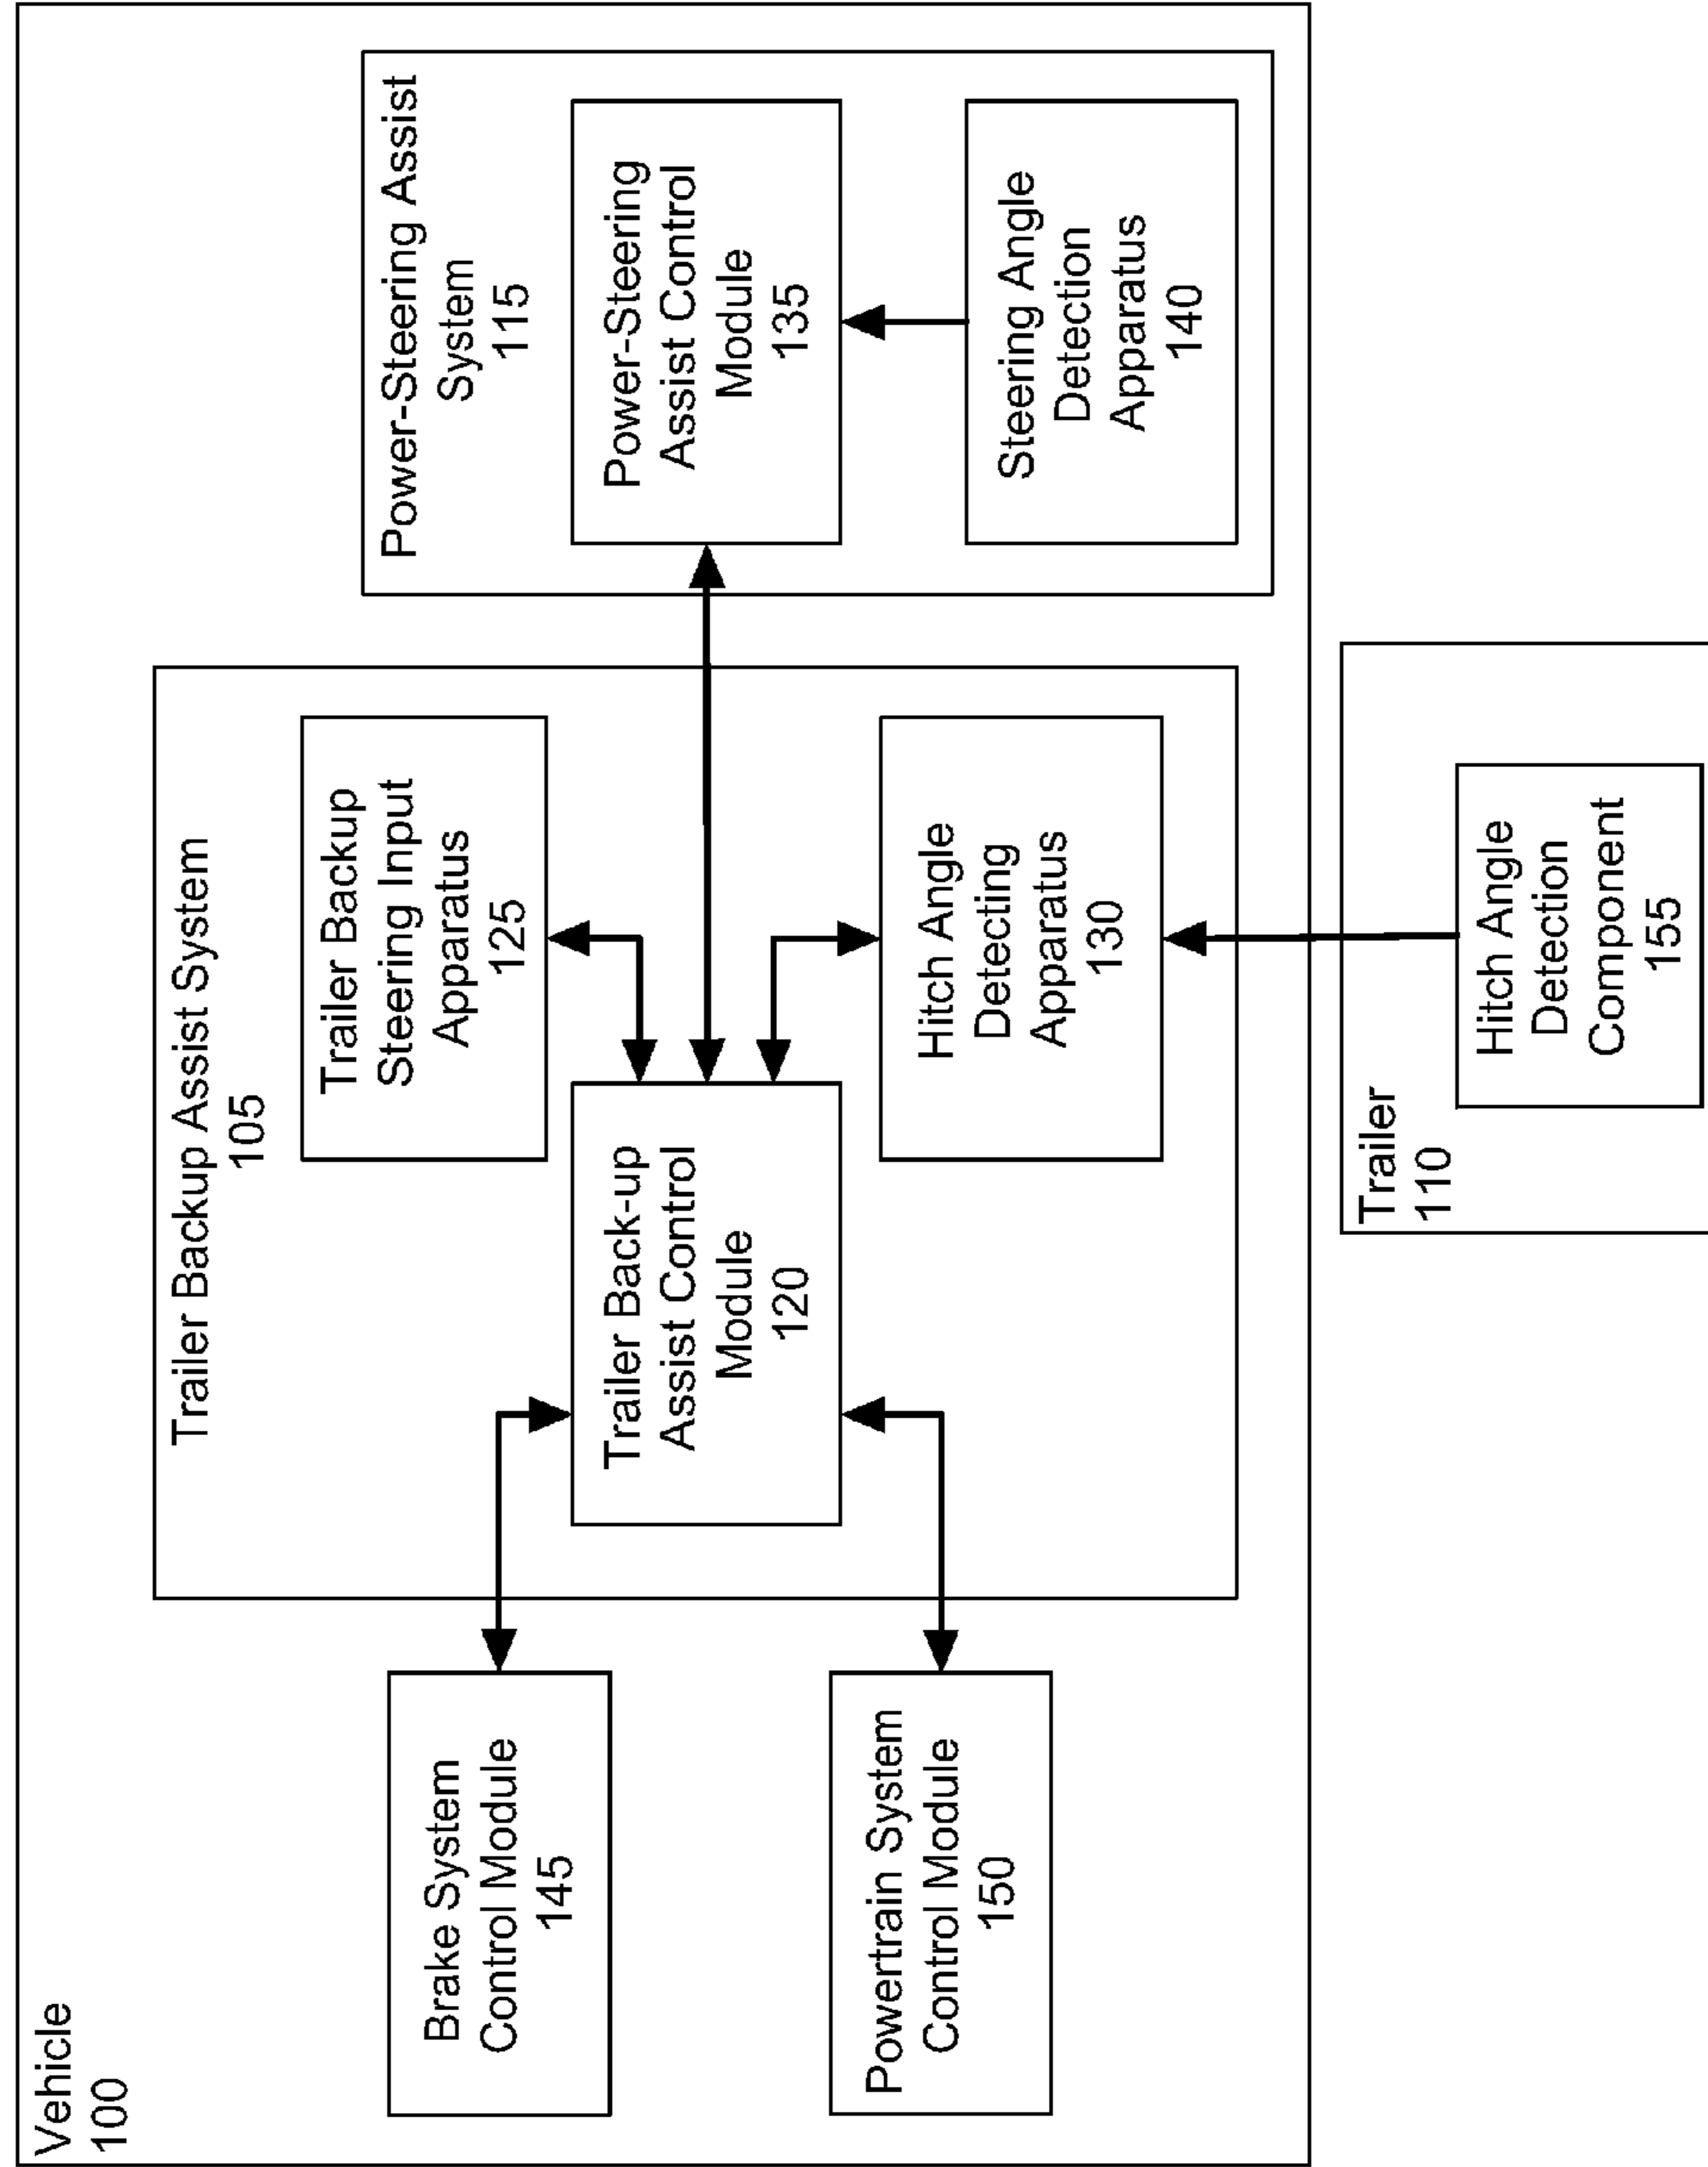 Vehicle
100
Trailer Backup Assist System
105
Power-Steering Assist
System
115
Trailer Backup
Steering Input
Apparatus
125
Brake System
Control Module
145
Trailer Back-up
Assist Control
Module
120
Power-Steering
Assist Control
Module
135
Powertrain System
Control Module
150
Hitch Angle
Detecting
Apparatus
130
Steering Angle
Detection
Apparatus
140
Trailer
110
Hitch Angle
Detection
Component
155